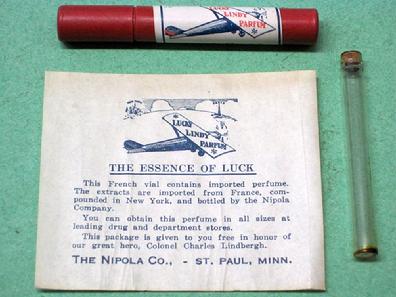 LUCKY
LINDY
PARFUM
LUCKY
LINDY
PARFUM
THE ESSENCE OF LUCK
This French vial contains imported perfume.
The extracts are imported from France, com-
pounded in New York, and bottled by the Nipola
Company.
You can obtain this perfume in all sizes at
leading drug and department stores.
This package is given to you free in honor of
our great hero, Colonel Charles Lindbergh.
THE NIPOLA CO., - ST. PAUL, MINN.